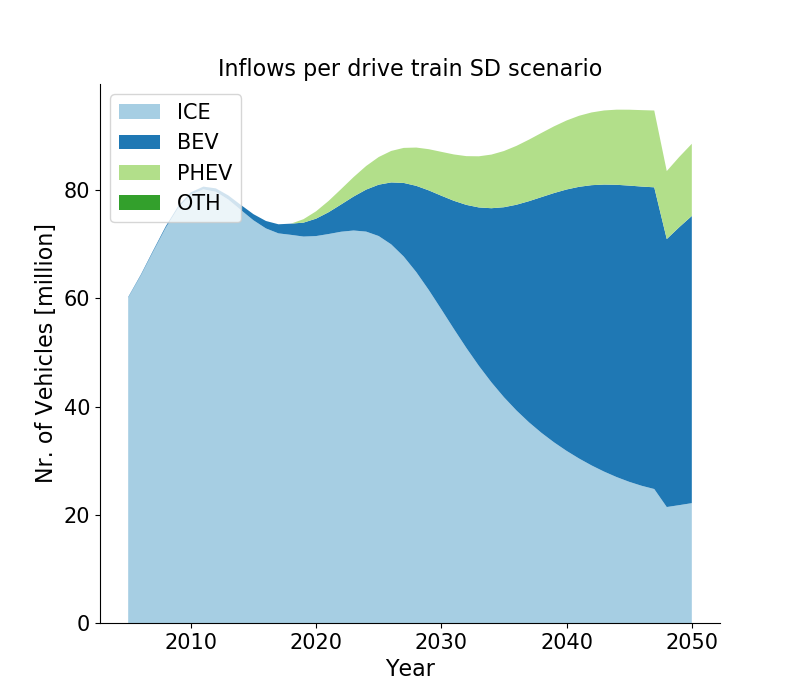 Inflows per drive train SD scenario
ICE
BEV
PHEV
OTH
Nr. of Vehicles [million]
80
60
40
20
0
2010 2020 2030 2040 2050
Year